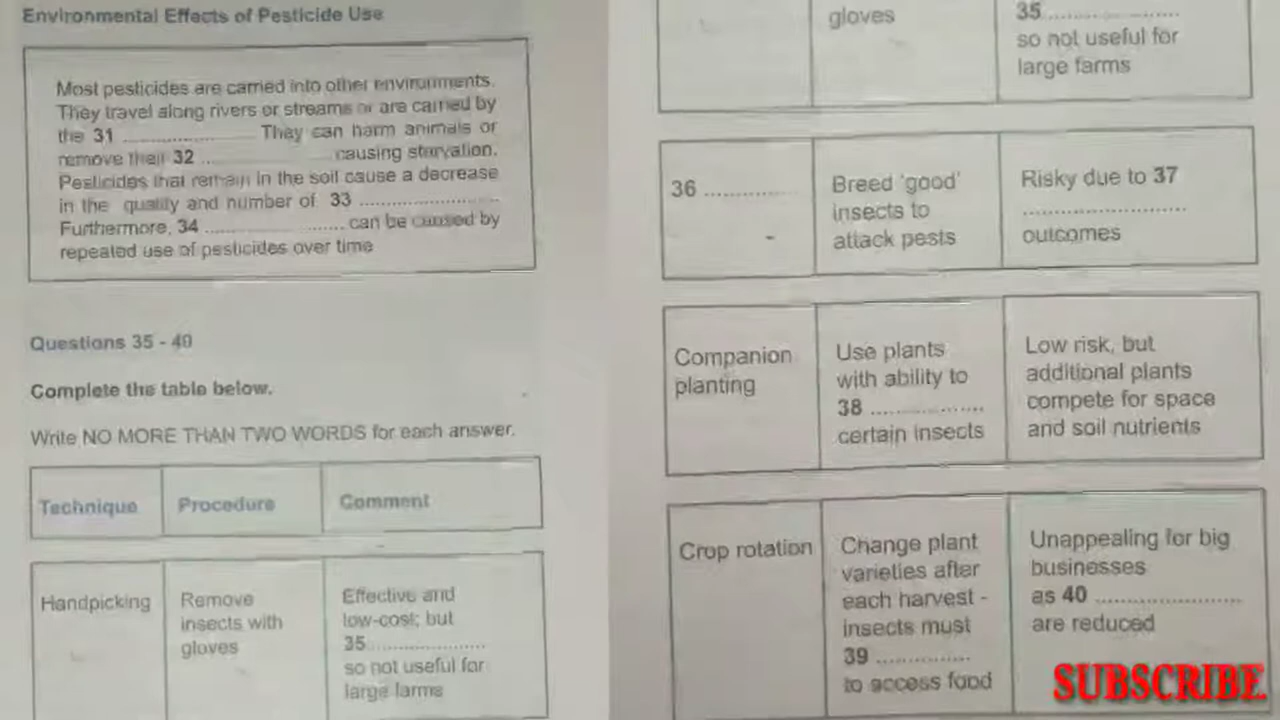 Environmental Effects of Pesticide Use
Most pesticides are carried into other environments.
They travel along rivers or streams or are carried by
the 31 .................... They can harm animals or
remove their 32 .................... causing starvation.
Pesticides that remain in the soil cause a decrease
in the quality and number of 33 ........................
Furthermore, 34 ........................ can be caused by
repeated use of pesticides over time
Questions 35 - 40
Complete the table below.
Write NO MORE THAN TWO WORDS for each answer.
Technique
Procedure
Comment
Handpicking
Remove
insects with
gloves
Effective and
low-cost; but
35....................
so not useful for
large farms
gloves
35.......................
so not useful for
large farms
36 ..............
Breed 'good'
insects to
attack pests
Risky due to 37
.........................
outcomes
Companion
planting
Use plants
with ability to
38 .................
certain insects
Low risk, but
additional plants
compete for space
and soil nutrients
Crop rotation
Change plant
varieties after
each harvest -
insects must
39 ..............
to access food
Unappealing for big
businesses
as 40 ......................
are reduced
SUBSCRIBE